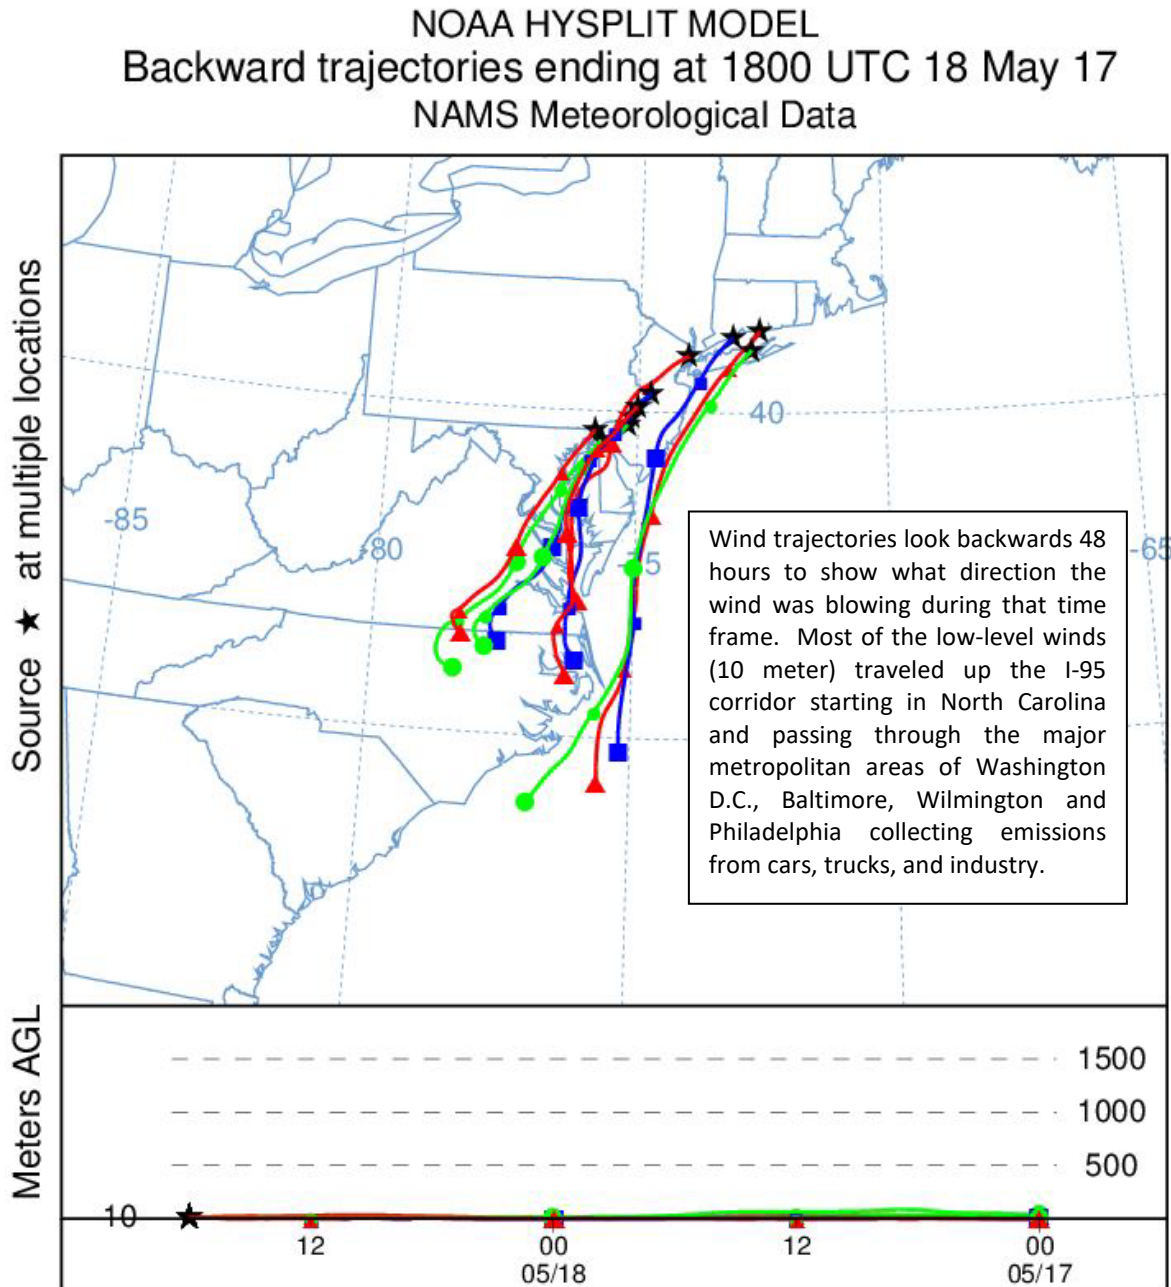 NOAA HYSPLIT MODEL
Backward trajectories ending at 1800 UTC 18 May 17
NAMS Meteorological Data
Source ★ at multiple locations
40
-85
-80
-75
-65
Wind trajectories look backwards 48
hours to show what direction the
wind was blowing during that time
frame. Most of the low-level winds
(10 meter) traveled up the I-95
corridor starting in North Carolina
and passing through the major
metropolitan areas of Washington
D.C., Baltimore, Wilmington and
Philadelphia collecting emissions
from cars, trucks, and industry.
Meters AGL
1500
1000
500
10
12 00 12 00
05/18 05/17